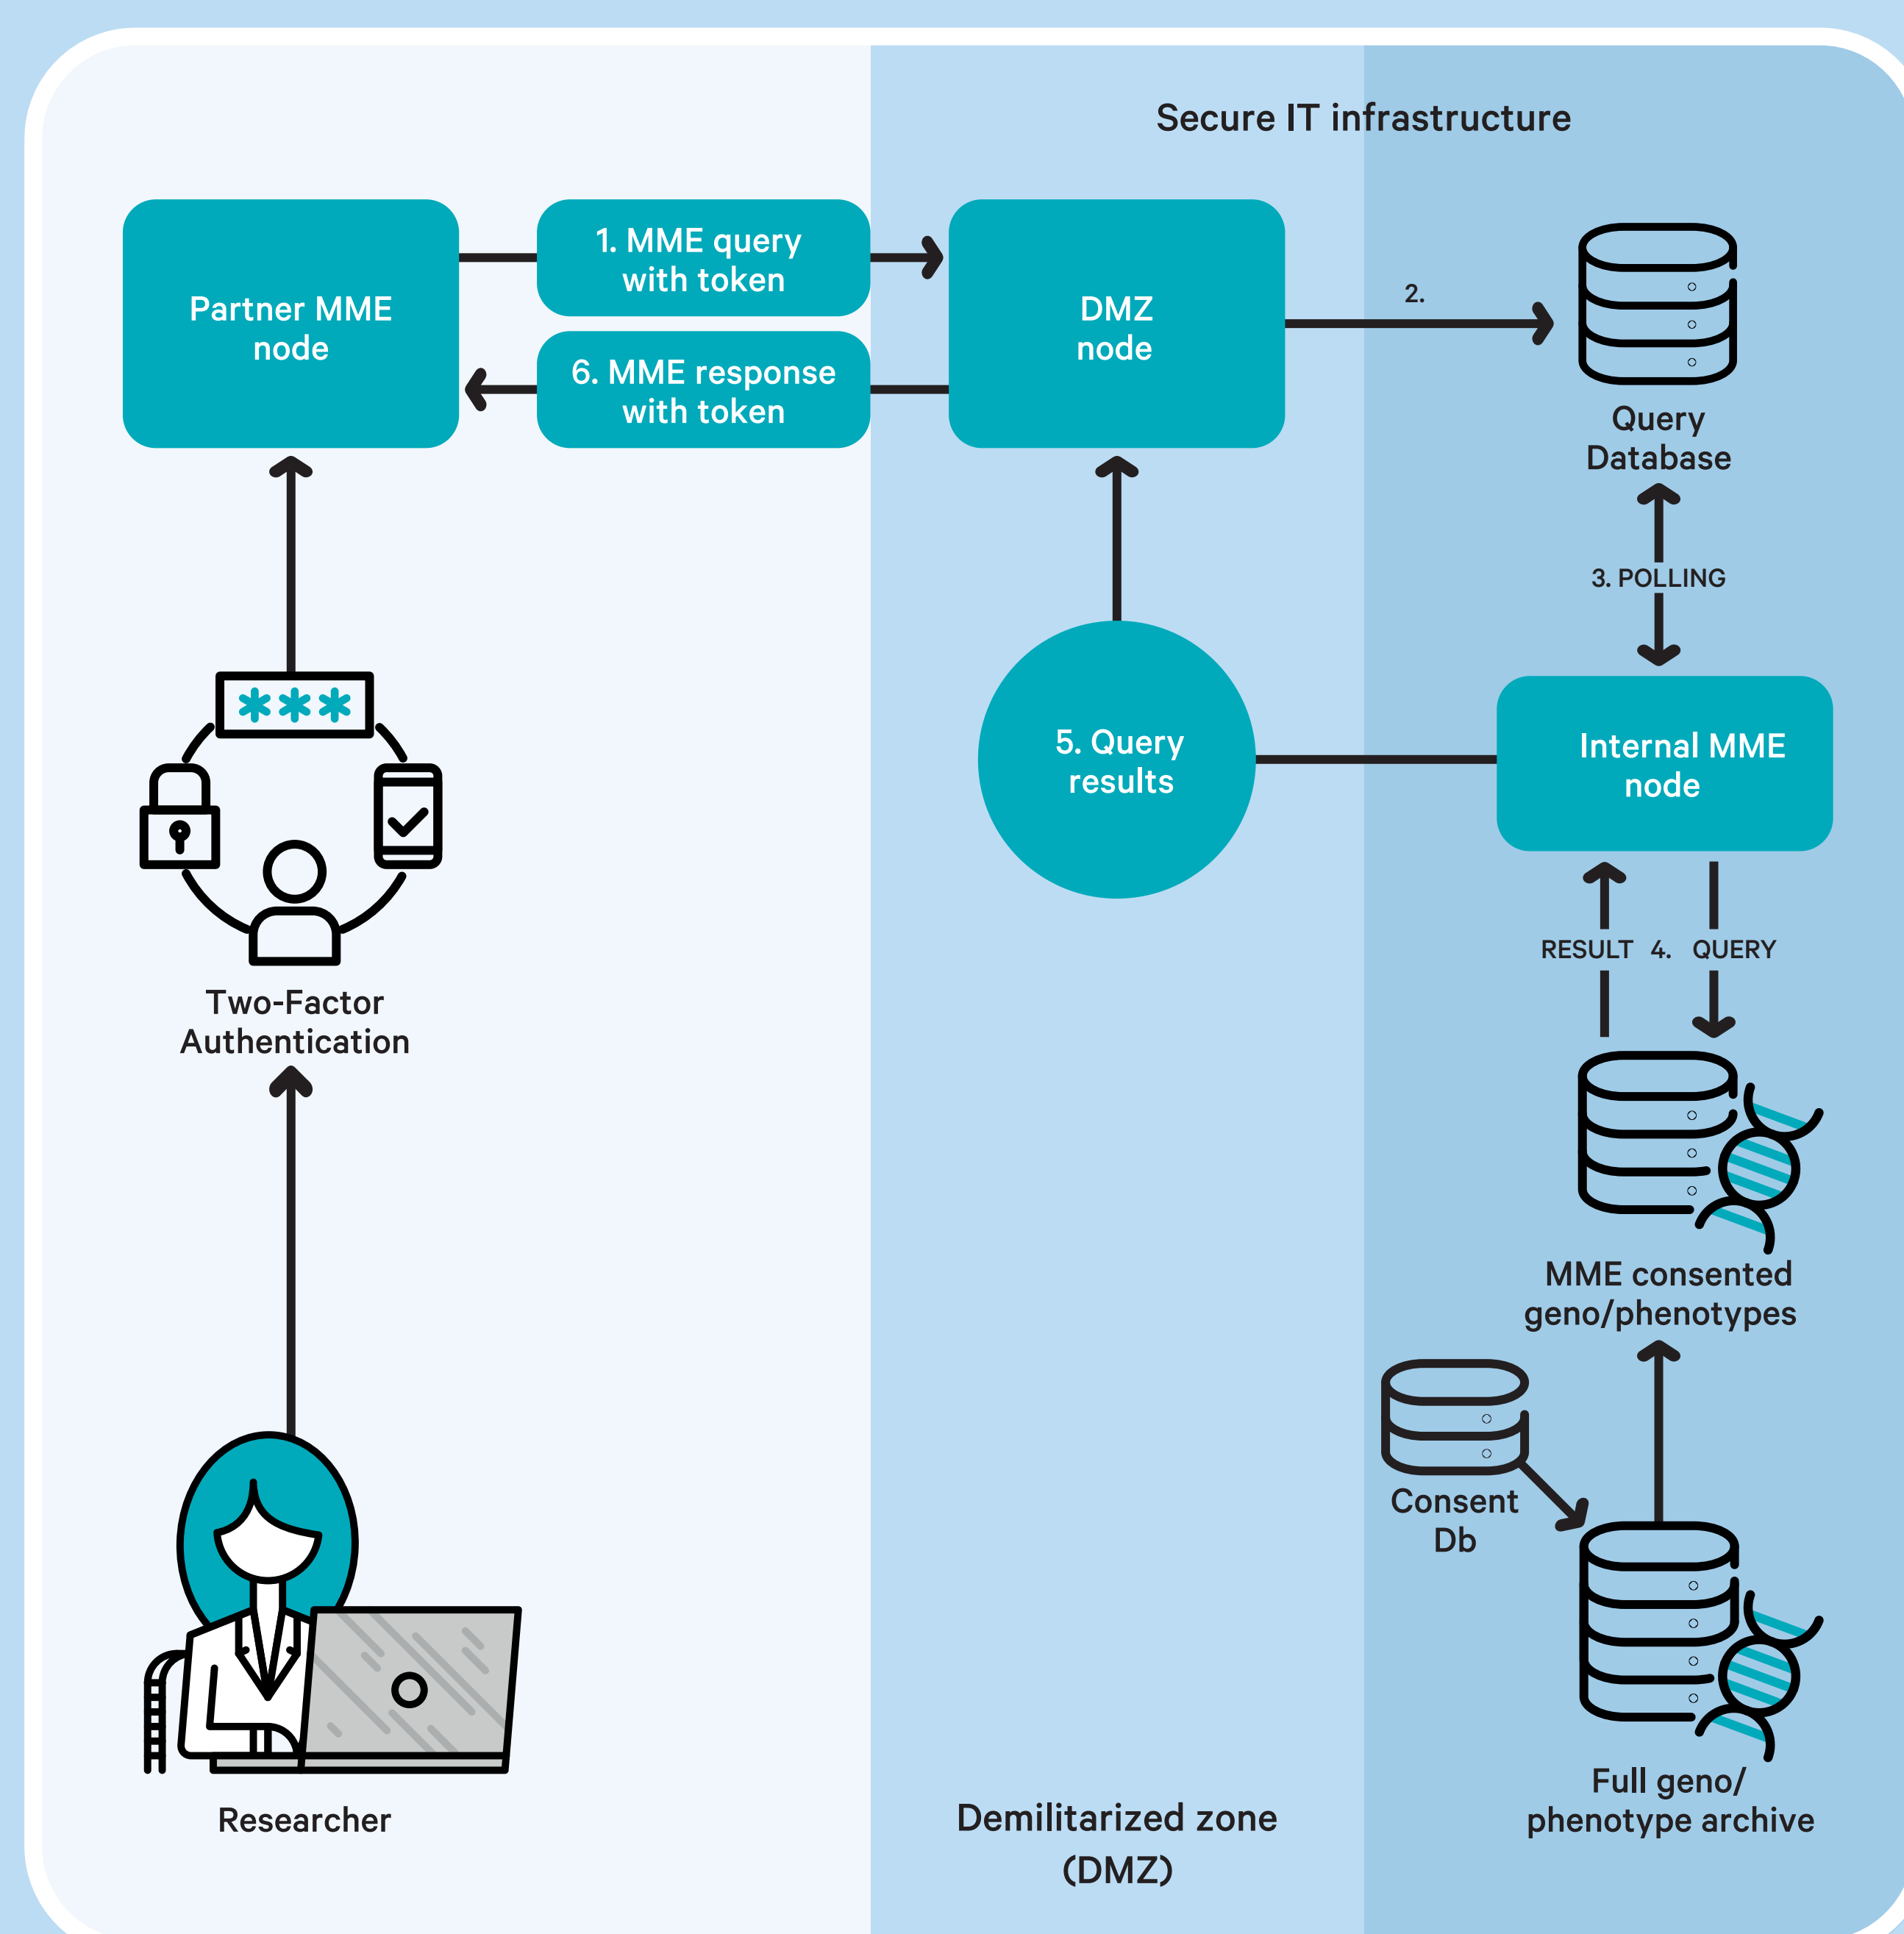 Secure IT infrastructure
Partner MME
node
1. MME query
with token
6. MME response
with token
DMZ
node
2.
Query
Database
3. POLLING
5. Query
results
Internal MME
node
RESULT 4. QUERY
***
Two-Factor
Authentication
MME consented
geno/phenotypes
Consent
Db
Full geno/
phenotype archive
Researcher
Demilitarized zone
(DMZ)